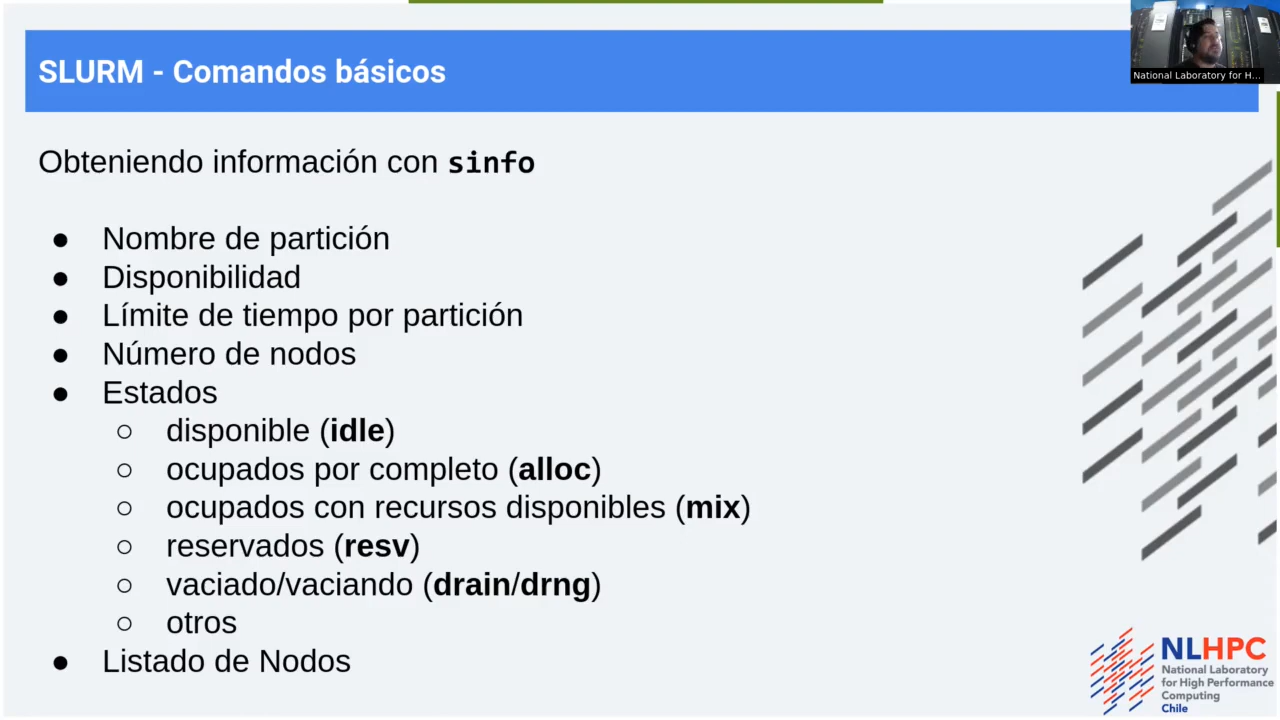 SLURM - Comandos básicos
National Laboratory for H...
Obteniendo información con sinfo
● Nombre de partición
● Disponibilidad
● Límite de tiempo por partición
● Número de nodos
● Estados
○ disponible (idle)
○ ocupados por completo (alloc)
○ ocupados con recursos disponibles (mix)
○ reservados (resv)
○ vaciado/vaciando (drain/drng)
○ otros
● Listado de Nodos
NLHPC
National Laboratory
for High Performance
Computing
Chile